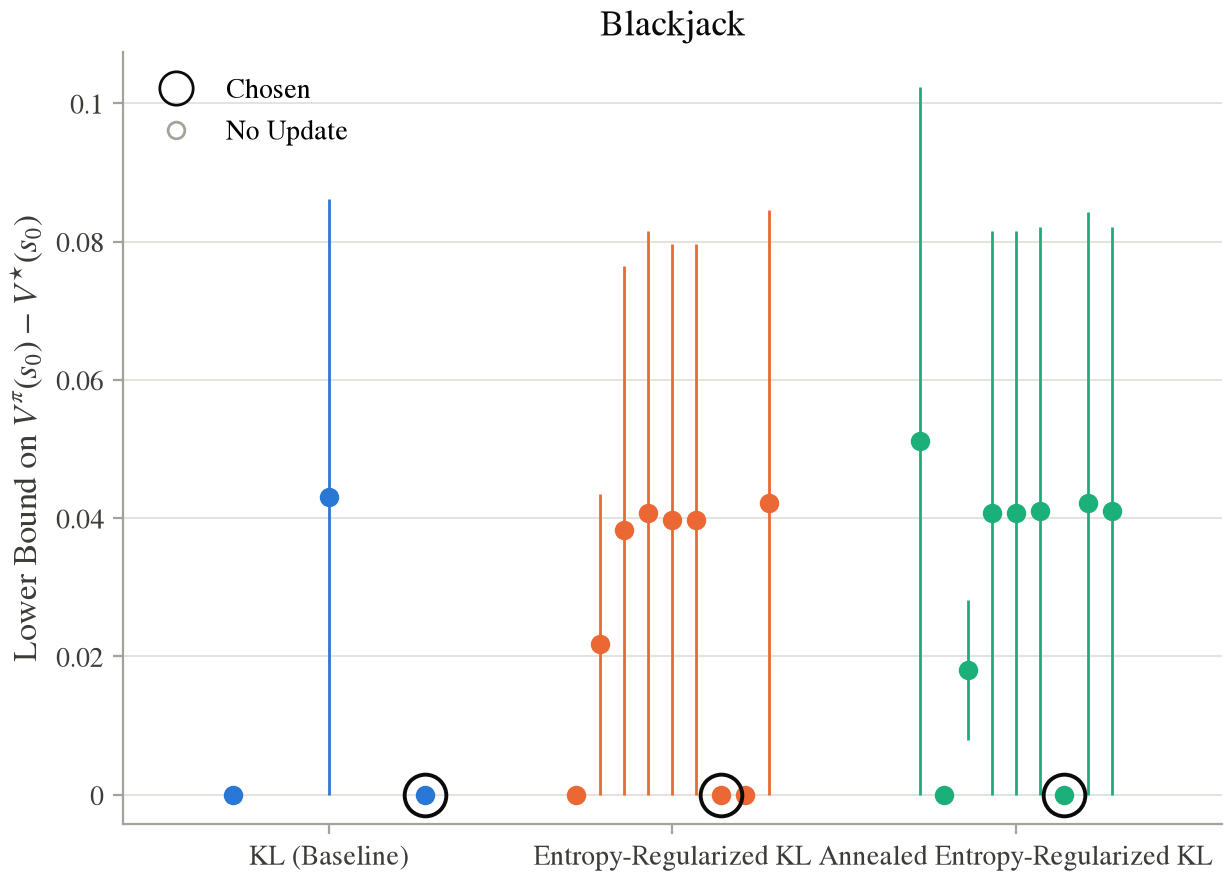 Blackjack
Chosen
No Update
Lower Bound on V^π(s₀) − V^★(s₀)
0.1
0.08
0.06
0.04
0.02
0
KL (Baseline)
Entropy-Regularized KL
Annealed Entropy-Regularized KL